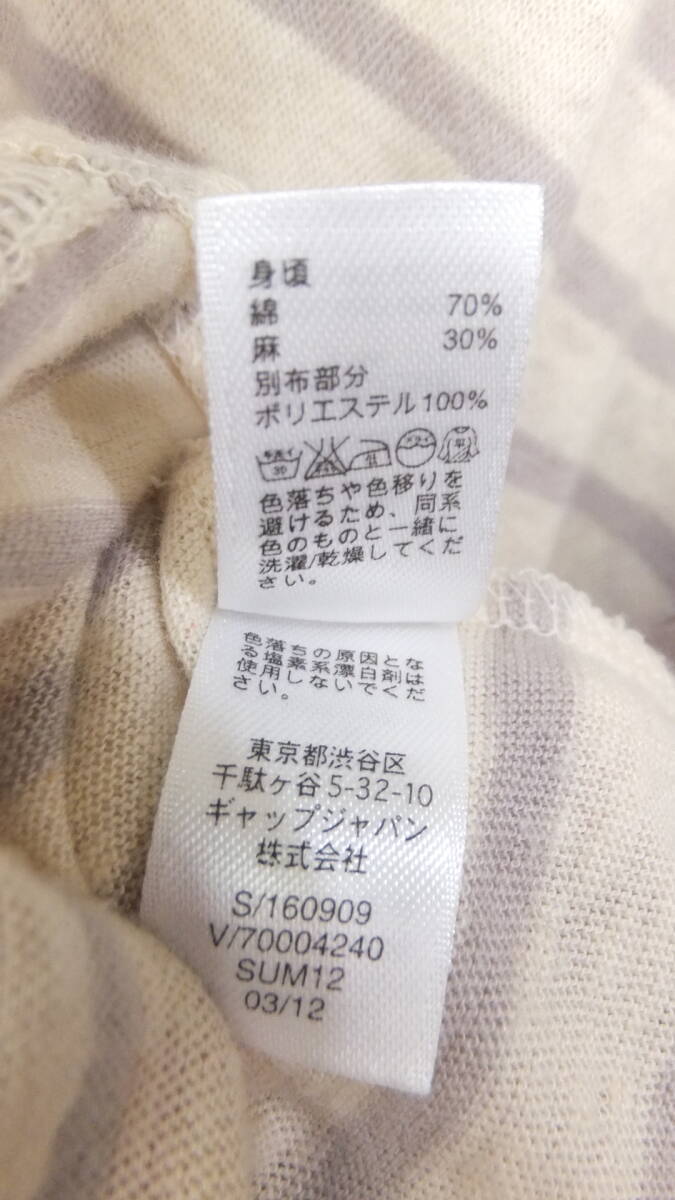 身頃
綿 70%
麻 30%
別布部分
ポリエステル100%
30
色落ちや色移りを
避けるため、同系
色のものと一緒に
洗濯/乾燥してくだ
さい。
色落ちの原因とな
る塩素系漂白剤は
使用しないでくだ
さい。
東京都渋谷区
千駄ヶ谷5-32-10
ギャップジャパン
株式会社
S/160909
V/70004240
SUM12
03/12